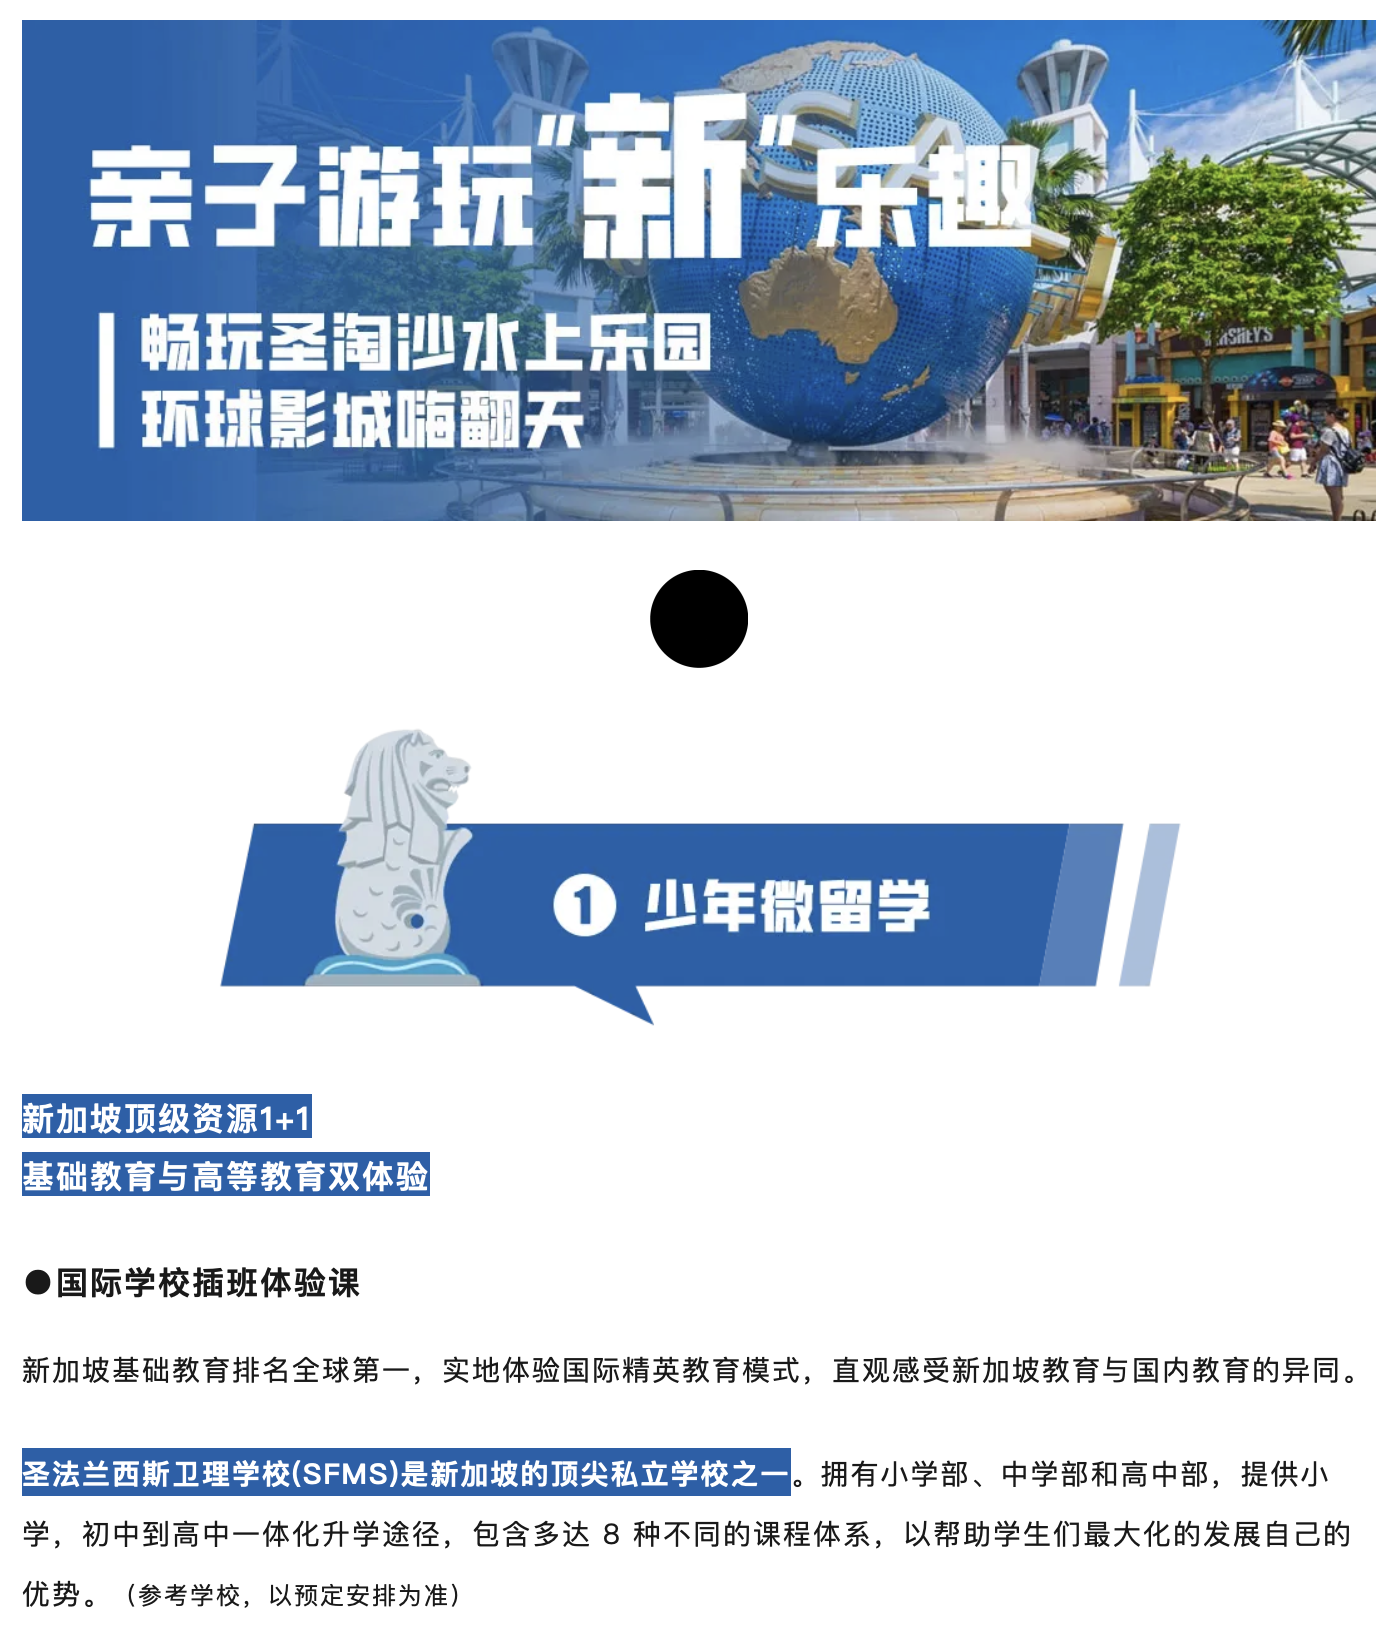 亲子游玩"新"乐趣
畅玩圣淘沙水上乐园
环球影城嗨翻天
HERSHEY'S
① 少年微留学
新加坡顶级资源1+1
基础教育与高等教育双体验
●国际学校插班体验课
新加坡基础教育排名全球第一，实地体验国际精英教育模式，直观感受新加坡教育与国内教育的异同。
圣法兰西斯卫理学校(SFMS)是新加坡的顶尖私立学校之一。拥有小学部、中学部和高中部，提供小
学，初中到高中一体化升学途径，包含多达 8 种不同的课程体系，以帮助学生们最大化的发展自己的
优势。（参考学校，以预定安排为准）